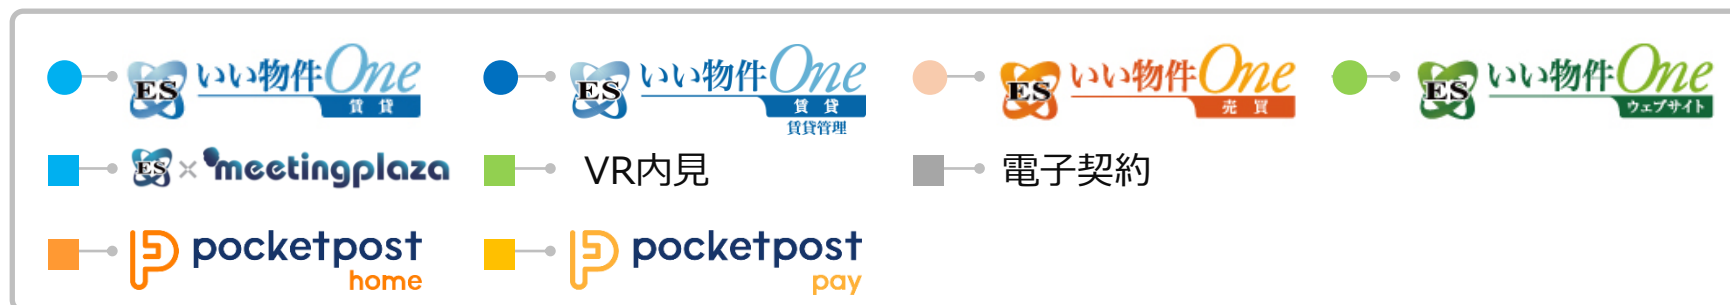 ES いい物件One
賃貸
ES いい物件One
賃貸
賃貸管理
ES いい物件One
売買
ES いい物件One
ウェブサイト
ES × meetingplaza
VR内見
電子契約
pocketpost
home
pocketpost
pay